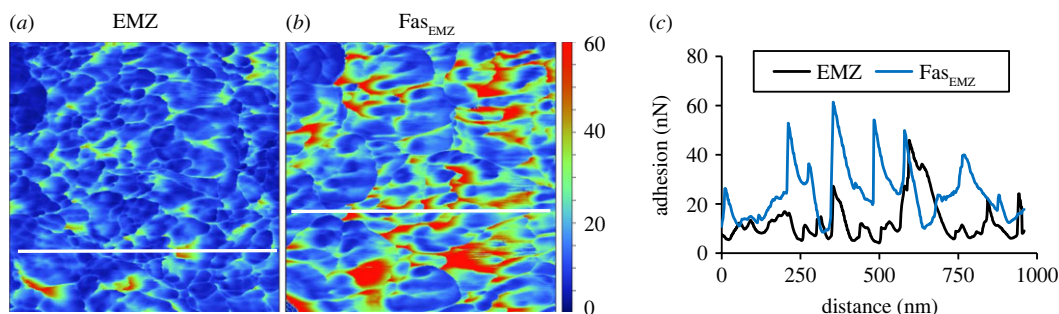 (a) EMZ
(b) FasEMZ
60
40
20
0
(c)
EMZ FasEMZ
adhesion (nN)
80
60
40
20
0
0 250 500 750 1000
distance (nm)